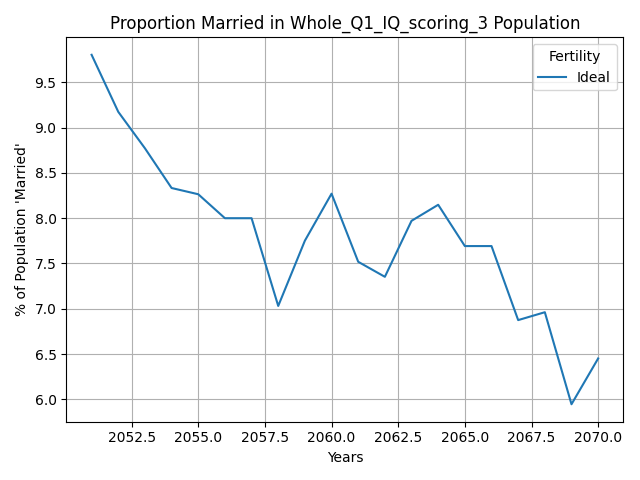 Proportion Married in Whole_Q1_IQ_scoring_3 Population
Fertility
Ideal
% of Population 'Married'
9.5
9.0
8.5
8.0
7.5
7.0
6.5
6.0
2052.5 2055.0 2057.5 2060.0 2062.5 2065.0 2067.5 2070.0
Years